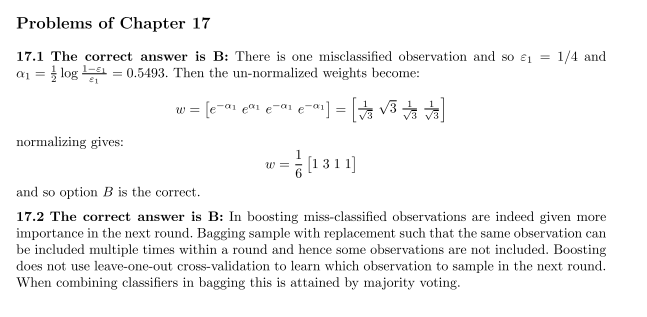 Problems of Chapter 17
17.1 The correct answer is B: There is one misclassified observation and so ε₁ = 1/4 and
α₁ = ½ log (1−ε₁)/ε₁ = 0.5493. Then the un-normalized weights become:
w = [e^{−α₁} e^{α₁} e^{−α₁} e^{−α₁}] = [1/√3 √3 1/√3 1/√3]
normalizing gives:
w = 1/6 [1 3 1 1]
and so option B is the correct.
17.2 The correct answer is B: In boosting miss-classified observations are indeed given more
importance in the next round. Bagging sample with replacement such that the same observation can
be included multiple times within a round and hence some observations are not included. Boosting
does not use leave-one-out cross-validation to learn which observation to sample in the next round.
When combining classifiers in bagging this is attained by majority voting.